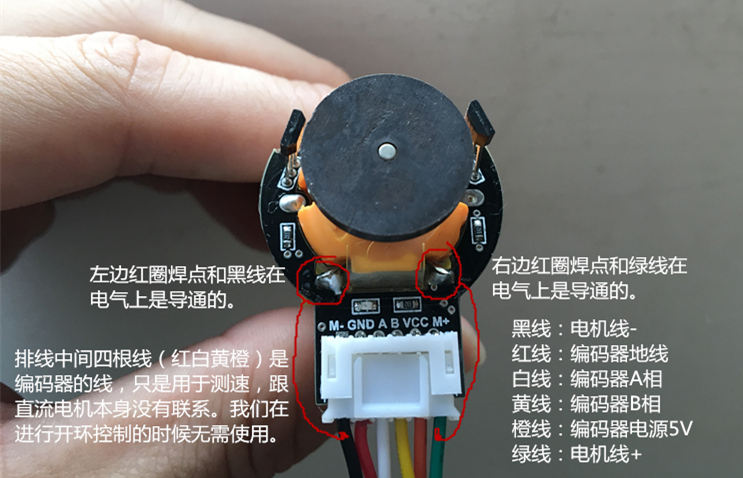 左边红圈焊点和黑线在
电气上是导通的。
右边红圈焊点和绿线在
电气上是导通的。
M- GND A B VCC M+
排线中间四根线（红白黄橙）是
编码器的线，只是用于测速，跟
直流电机本身没有联系。我们在
进行开环控制的时候无需使用。
黑线：电机线-
红线：编码器地线
白线：编码器A相
黄线：编码器B相
橙线：编码器电源5V
绿线：电机线+